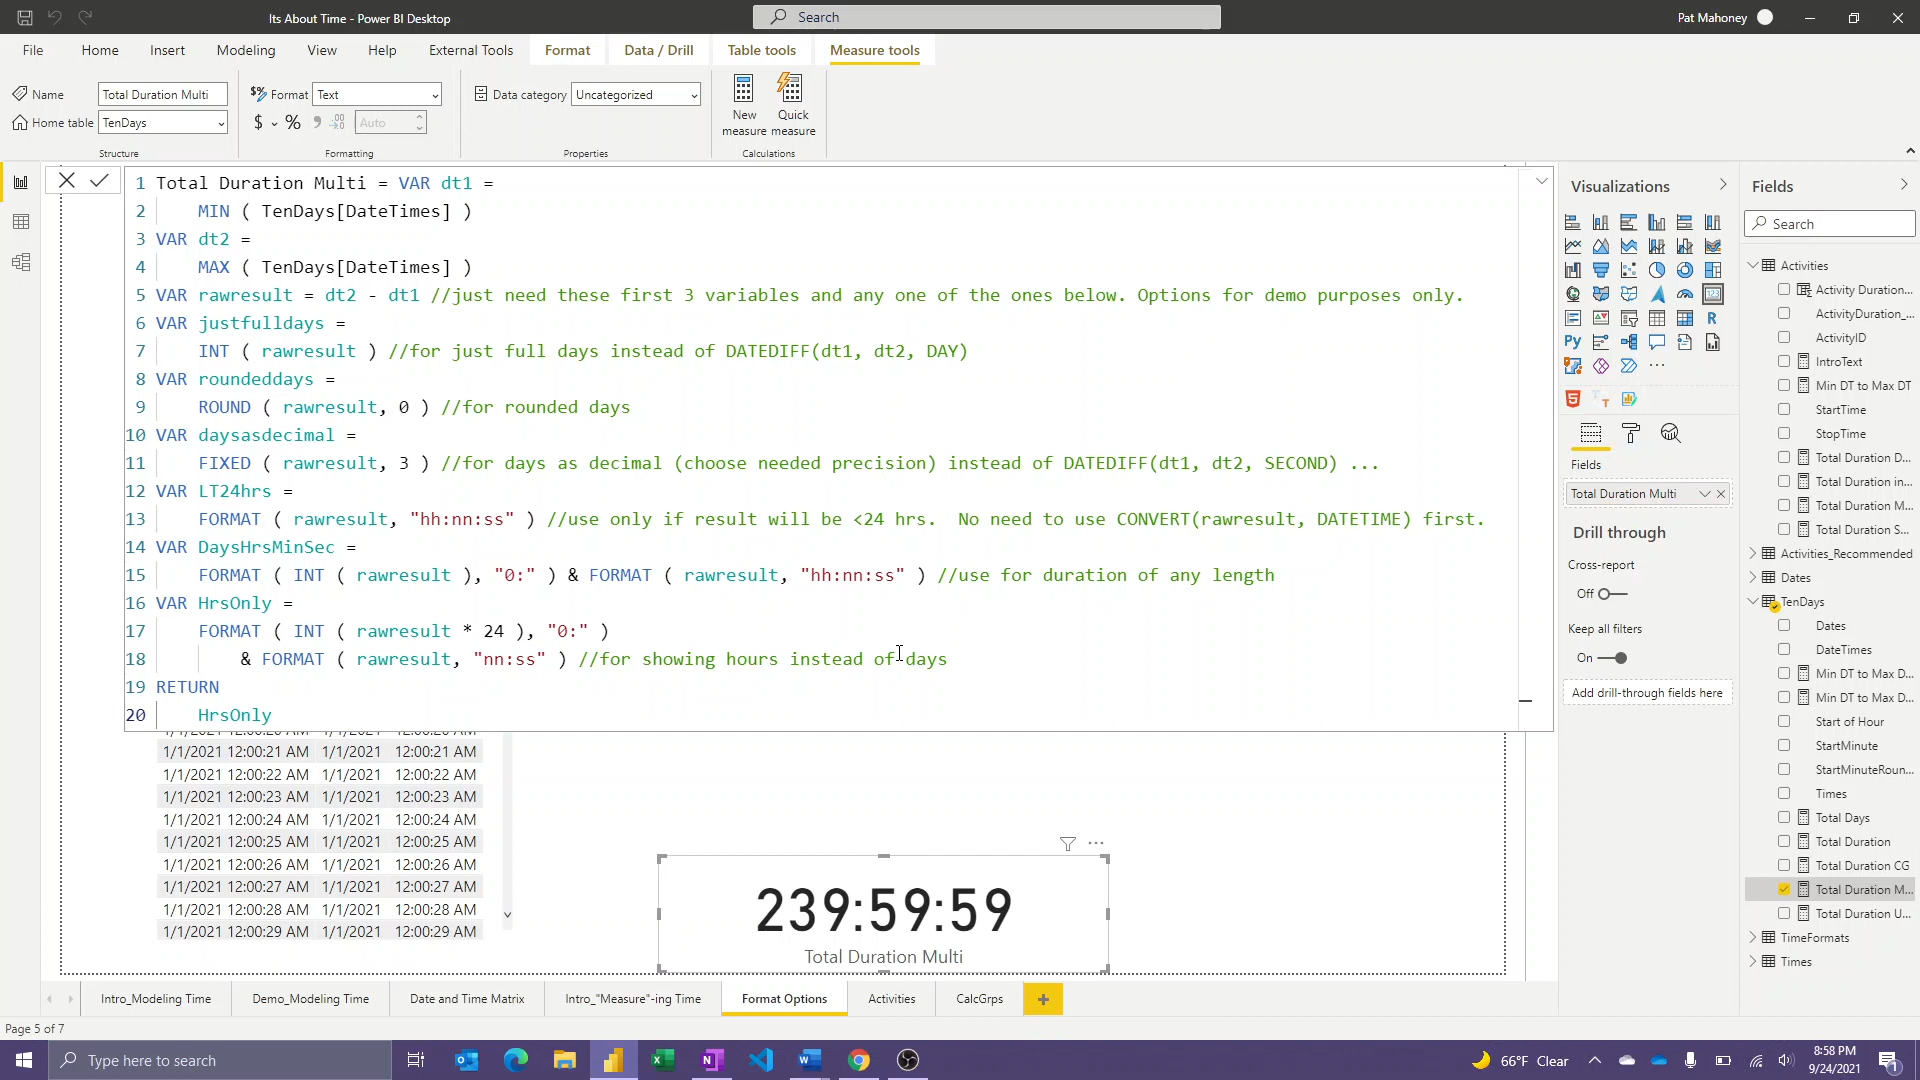 Its About Time - Power BI Desktop
Search
Pat Mahoney
File Home Insert Modeling View Help External Tools Format Data / Drill Table tools Measure tools
Name Total Duration Multi
Home table TenDays
Structure
$% Format Text
$ % 9 .00 Auto
Formatting
Data category Uncategorized
Properties
New measure
Quick measure
Calculations
1 Total Duration Multi = VAR dt1 =
2 MIN ( TenDays[DateTimes] )
3 VAR dt2 =
4 MAX ( TenDays[DateTimes] )
5 VAR rawresult = dt2 - dt1 //just need these first 3 variables and any one of the ones below. Options for demo purposes only.
6 VAR justfulldays =
7 INT ( rawresult ) //for just full days instead of DATEDIFF(dt1, dt2, DAY)
8 VAR roundeddays =
9 ROUND ( rawresult, 0 ) //for rounded days
10 VAR daysasdecimal =
11 FIXED ( rawresult, 3 ) //for days as decimal (choose needed precision) instead of DATEDIFF(dt1, dt2, SECOND) ...
12 VAR LT24hrs =
13 FORMAT ( rawresult, "hh:nn:ss" ) //use only if result will be <24 hrs.  No need to use CONVERT(rawresult, DATETIME) first.
14 VAR DaysHrsMinSec =
15 FORMAT ( INT ( rawresult ), "0:" ) & FORMAT ( rawresult, "hh:nn:ss" ) //use for duration of any length
16 VAR HrsOnly =
17 FORMAT ( INT ( rawresult * 24 ), "0:" )
18 & FORMAT ( rawresult, "nn:ss" ) //for showing hours instead of days
19 RETURN
20 HrsOnly
1/1/2021 12:00:21 AM 1/1/2021 12:00:21 AM
1/1/2021 12:00:22 AM 1/1/2021 12:00:22 AM
1/1/2021 12:00:23 AM 1/1/2021 12:00:23 AM
1/1/2021 12:00:24 AM 1/1/2021 12:00:24 AM
1/1/2021 12:00:25 AM 1/1/2021 12:00:25 AM
1/1/2021 12:00:26 AM 1/1/2021 12:00:26 AM
1/1/2021 12:00:27 AM 1/1/2021 12:00:27 AM
1/1/2021 12:00:28 AM 1/1/2021 12:00:28 AM
1/1/2021 12:00:29 AM 1/1/2021 12:00:29 AM
239:59:59
Total Duration Multi
Visualizations
123
R
Py
Fields
Total Duration Multi
Drill through
Cross-report
Off
Keep all filters
On
Add drill-through fields here
Fields
Search
Activities
Activity Duration...
ActivityDuration_...
ActivityID
IntroText
Min DT to Max DT
StartTime
StopTime
Total Duration D...
Total Duration in...
Total Duration M...
Total Duration S...
Activities_Recommended
Dates
TenDays
Dates
DateTimes
Min DT to Max D...
Min DT to Max D...
Start of Hour
StartMinute
StartMinuteRoun...
Times
Total Days
Total Duration
Total Duration CG
Total Duration M...
Total Duration U...
TimeFormats
Times
Intro_Modeling Time Demo_Modeling Time Date and Time Matrix Intro_"Measure"-ing Time Format Options Activities CalcGrps +
Page 5 of 7
Type here to search
66°F Clear
8:58 PM
9/24/2021
1